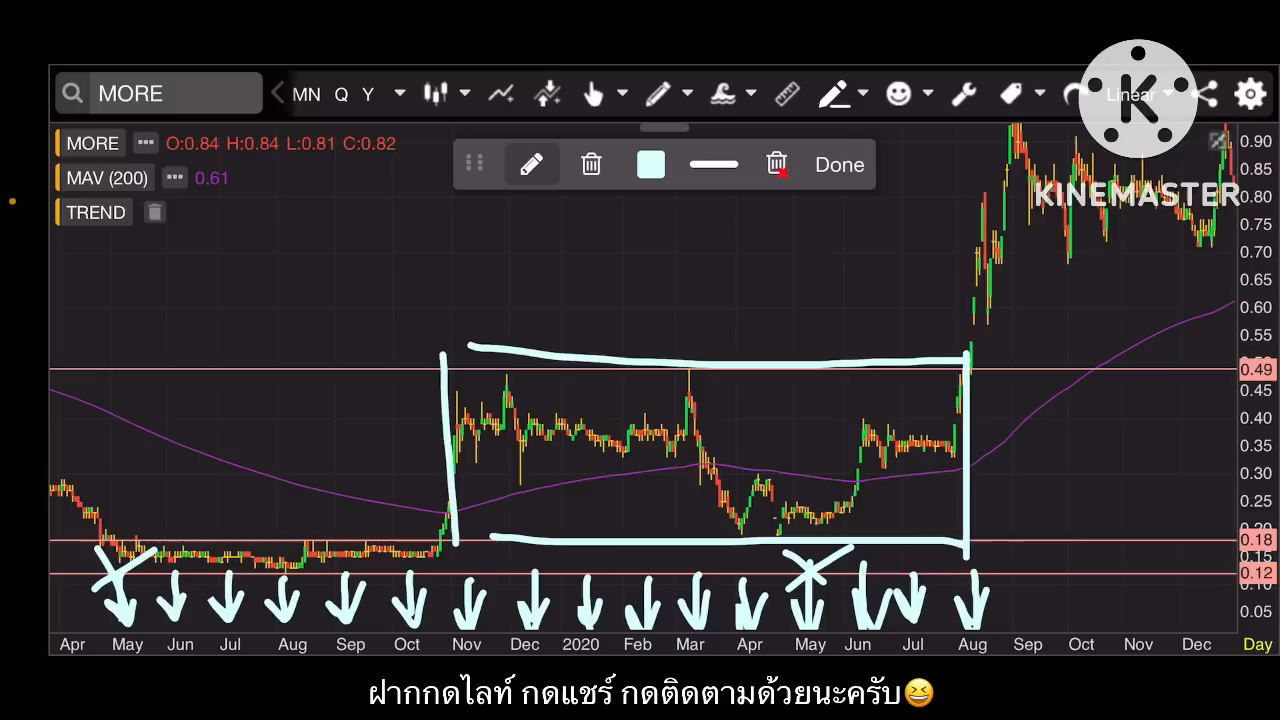 MORE
MN Q Y
Linear
MORE O:0.84 H:0.84 L:0.81 C:0.82
MAV (200) 0.61
TREND
Done
KINEMASTER
0.90
0.85
0.80
0.75
0.70
0.65
0.60
0.55
0.49
0.45
0.40
0.35
0.30
0.25
0.20
0.18
0.15
0.12
0.10
0.05
Apr May Jun Jul Aug Sep Oct Nov Dec 2020 Feb Mar Apr May Jun Jul Aug Sep Oct Nov Dec Day
ฝากกดไลท์ กดแชร์ กดติดตามด้วยนะครับ😆